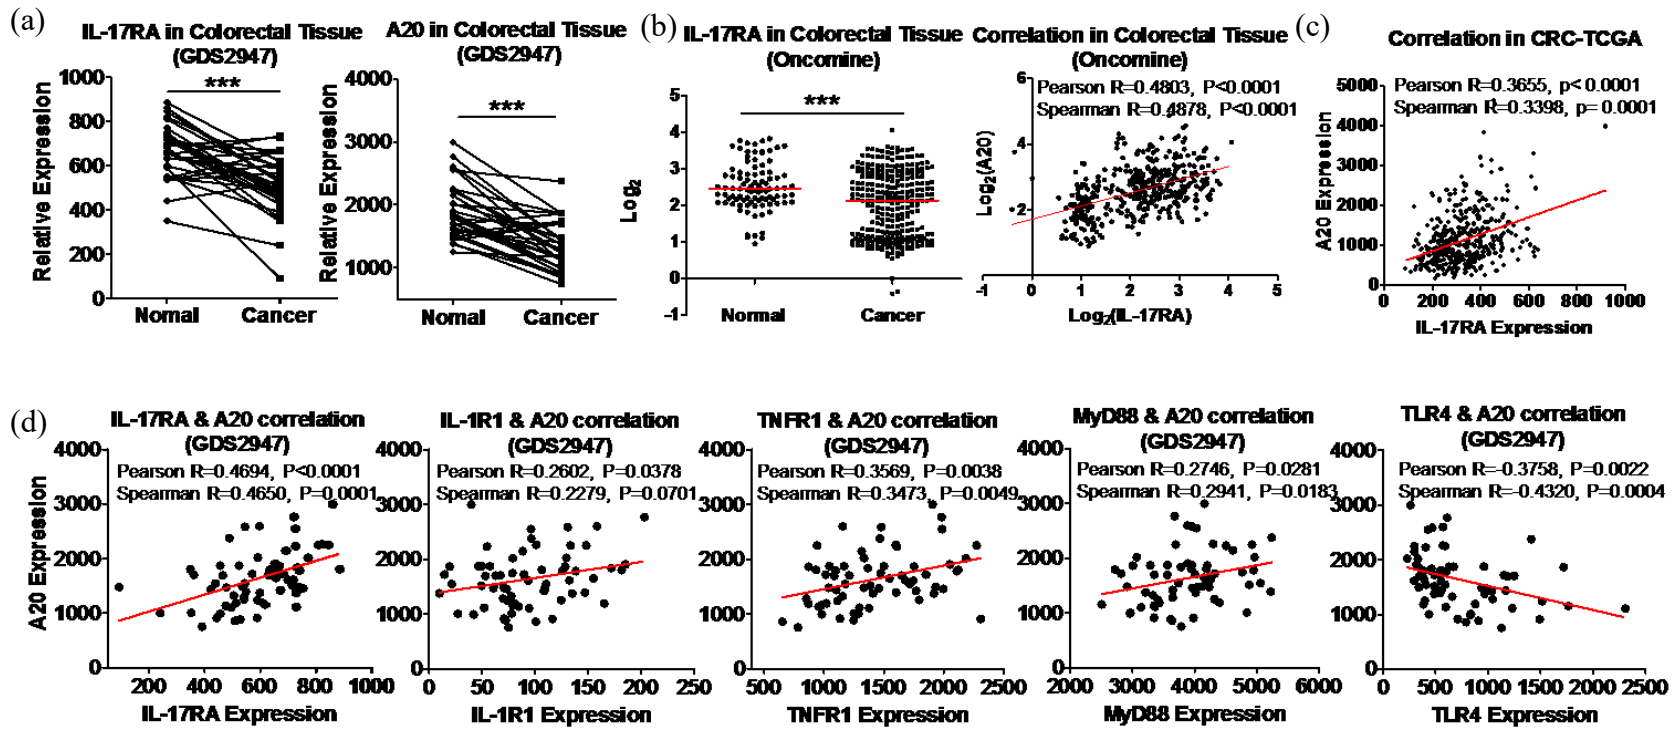 (a)
IL-17RA in Colorectal Tissue
(GDS2947)
***
Relative Expression
1000
800
600
400
200
0
Nomal
Cancer
A20 in Colorectal Tissue
(GDS2947)
***
Relative Expression
4000
3000
2000
1000
Nomal
Cancer
(b)
IL-17RA in Colorectal Tissue
(Oncomine)
***
Log2
5
4
3
2
1
0
-1
Normal
Cancer
Correlation in Colorectal Tissue
(Oncomine)
Pearson R=0.4803, P<0.0001
Spearman R=0.4878, P<0.0001
Log2(A20)
6
4
2
-1 0 1 2 3 4 5
Log2(IL-17RA)
(c)
Correlation in CRC-TCGA
Pearson R=0.3655, p< 0.0001
Spearman R=0.3398, p= 0.0001
A20 Expression
5000
4000
3000
2000
1000
0
0 200 400 600 800 1000
IL-17RA Expression
(d)
IL-17RA & A20 correlation
(GDS2947)
Pearson R=0.4694, P<0.0001
Spearman R=0.4650, P=0.0001
A20 Expression
4000
3000
2000
1000
0
200 400 600 800 1000
IL-17RA Expression
IL-1R1 & A20 correlation
(GDS2947)
Pearson R=0.2602, P=0.0378
Spearman R=0.2279, P=0.0701
4000
3000
2000
1000
0
0 50 100 150 200 250
IL-1R1 Expression
TNFR1 & A20 correlation
(GDS2947)
Pearson R=0.3569, P=0.0038
Spearman R=0.3473, P=0.0049
4000
3000
2000
1000
0
500 1000 1500 2000 2500
TNFR1 Expression
MyD88 & A20 correlation
(GDS2947)
Pearson R=0.2746, P=0.0281
Spearman R=0.2941, P=0.0183
4000
3000
2000
1000
0
2000 3000 4000 5000 6000
MyD88 Expression
TLR4 & A20 correlation
(GDS2947)
Pearson R=-0.3758, P=0.0022
Spearman R=-0.4320, P=0.0004
4000
3000
2000
1000
0
0 500 1000 1500 2000 2500
TLR4 Expression